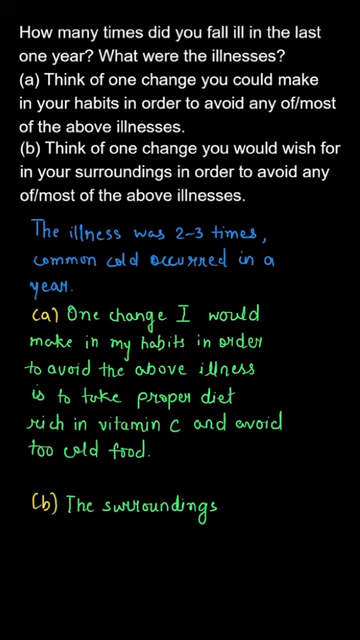 How many times did you fall ill in the last
one year? What were the illnesses?
(a) Think of one change you could make
in your habits in order to avoid any of/most
of the above illnesses.
(b) Think of one change you would wish for
in your surroundings in order to avoid any
of/most of the above illnesses.
The illness was 2-3 times,
common cold occurred in a
year.
(a) One change I would
make in my habits in order
to avoid the above illness
is to take proper diet
rich in vitamin c and avoid
too cold food.
(b) The surroundings